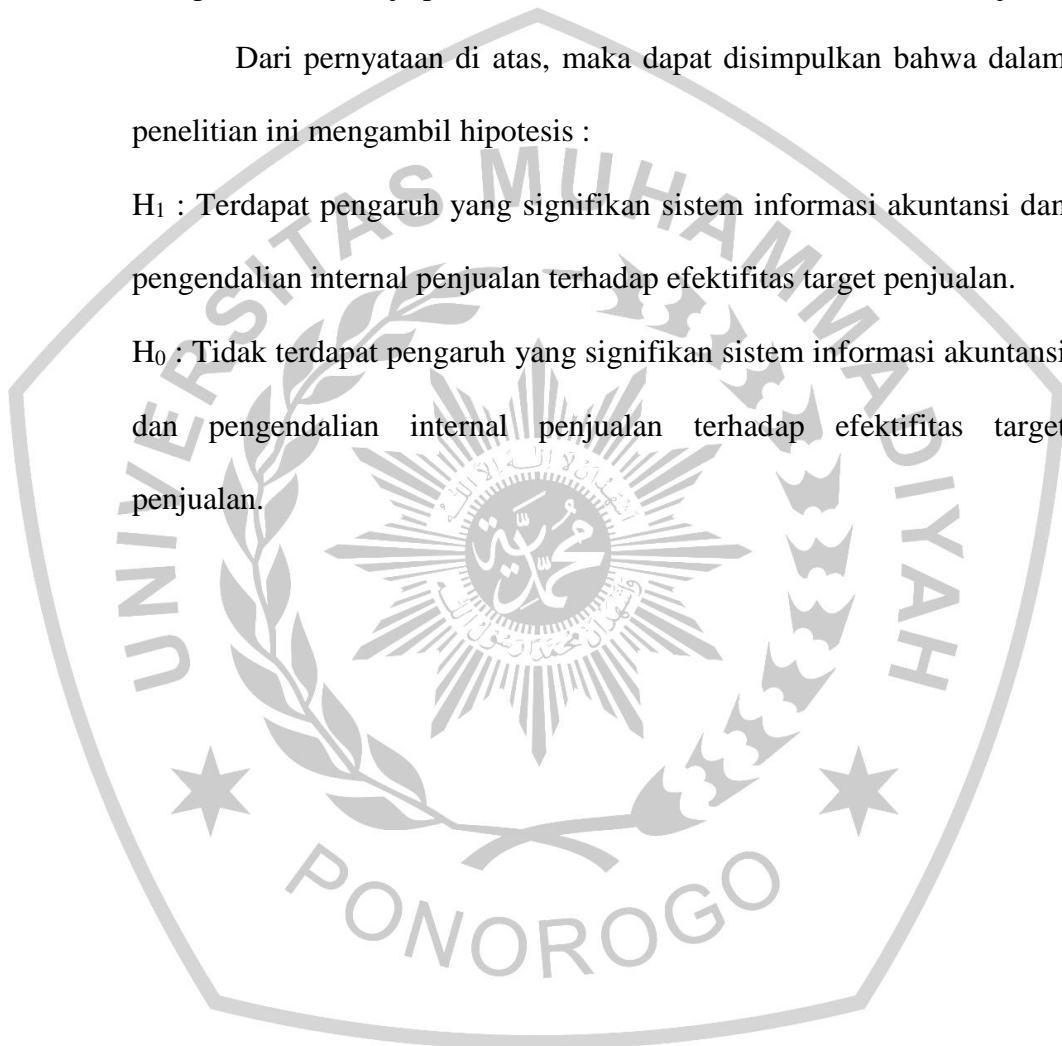 Dari pernyataan di atas, maka dapat disimpulkan bahwa dalam
penelitian ini mengambil hipotesis :
H₁ : Terdapat pengaruh yang signifikan sistem informasi akuntansi dan
pengendalian internal penjualan terhadap efektifitas target penjualan.
H₀ : Tidak terdapat pengaruh yang signifikan sistem informasi akuntansi
dan pengendalian internal penjualan terhadap efektifitas target
penjualan.
UNIVERSITAS MUHAMMADIYAH
PONOROGO